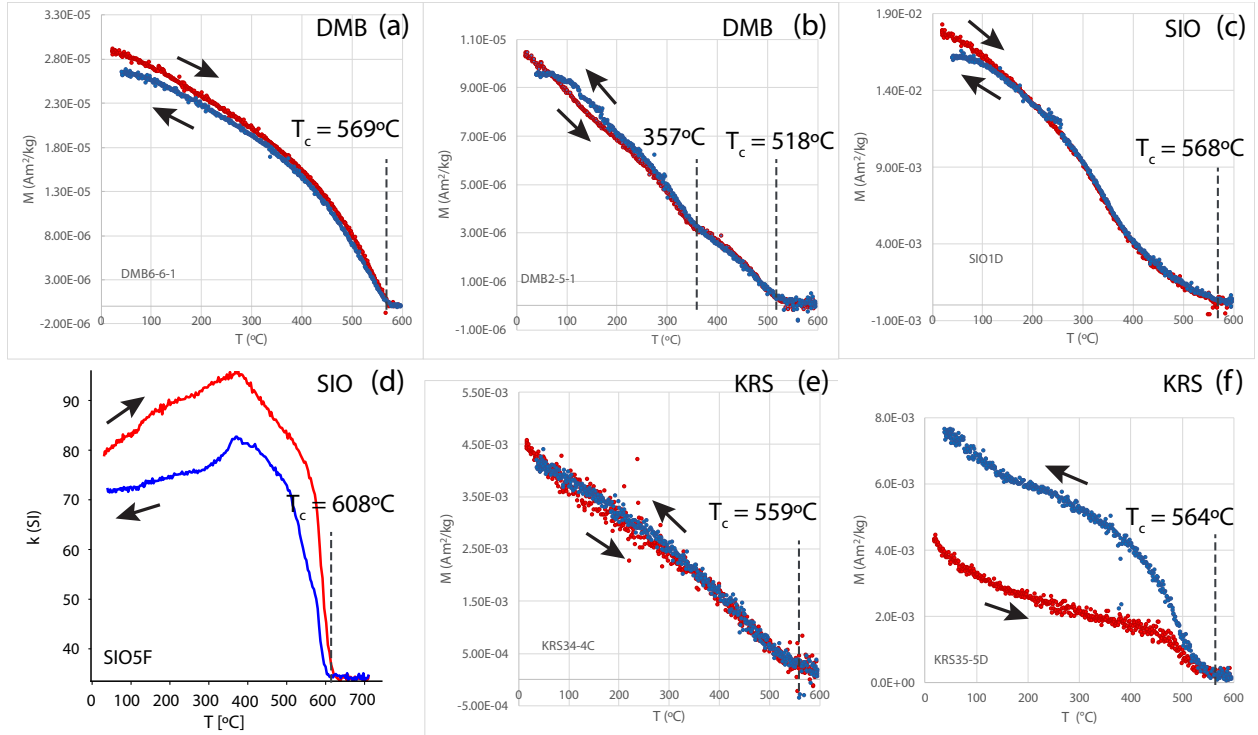 DMB (a)
3.30E-05
2.80E-05
2.30E-05
1.80E-05
1.30E-05
8.00E-06
3.00E-06
-2.00E-06
M (Am²/kg)
Tc = 569ºC
DMB6-6-1
0 100 200 300 400 500 600
T (ºC)
DMB (b)
1.10E-05
9.00E-06
7.00E-06
5.00E-06
3.00E-06
1.00E-06
-1.00E-06
M (Am²/kg)
357ºC
Tc = 518ºC
DMB2-5-1
0 100 200 300 400 500 600
T (ºC)
SIO (c)
1.90E-02
1.40E-02
9.00E-03
4.00E-03
-1.00E-03
M (Am²/kg)
Tc = 568ºC
SIO1D
0 100 200 300 400 500 600
T (ºC)
SIO (d)
90
80
70
60
50
40
k (SI)
Tc = 608ºC
SIO5F
0 100 200 300 400 500 600 700
T [ºC]
KRS (e)
5.50E-03
4.50E-03
3.50E-03
2.50E-03
1.50E-03
5.00E-04
-5.00E-04
M (Am²/kg)
Tc = 559ºC
KRS34-4C
0 100 200 300 400 500 600
T (ºC)
KRS (f)
8.0E-03
6.0E-03
4.0E-03
2.0E-03
0.0E+00
M (Am²/kg)
Tc = 564ºC
KRS35-5D
0 100 200 300 400 500 600
T (°C)